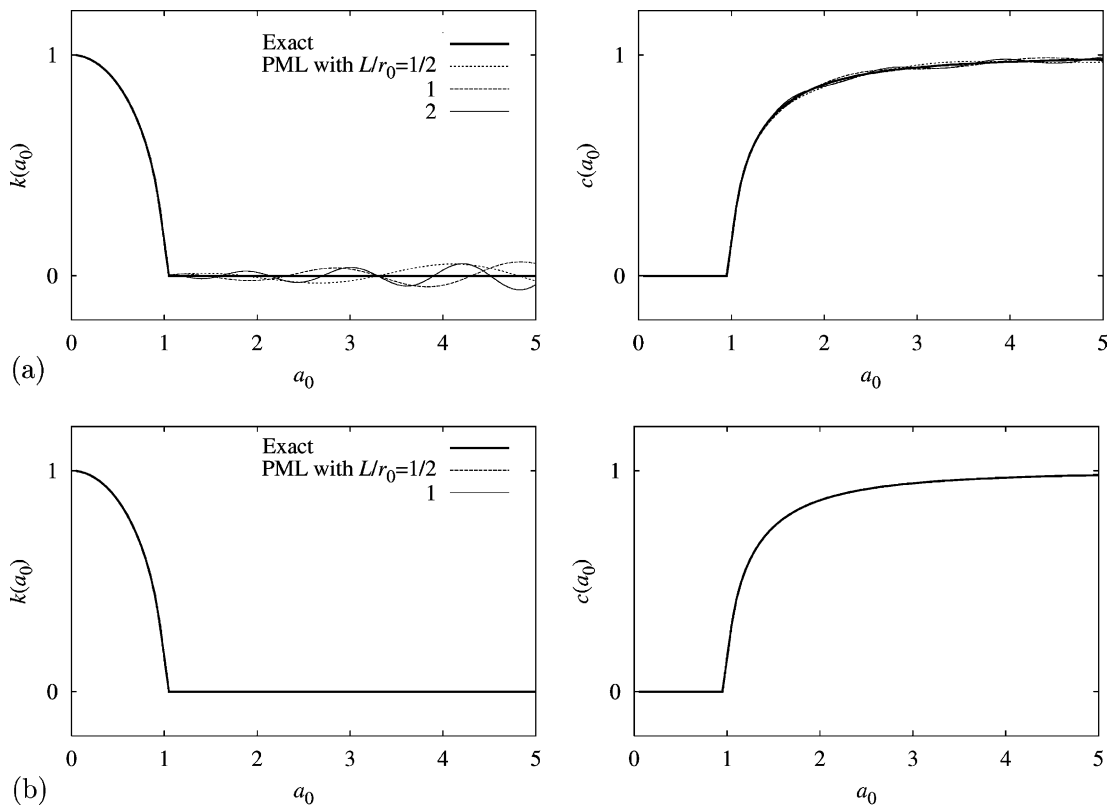 Exact
PML with L/r0=1/2
1
2
k(a0)
1
0
0 1 2 3 4 5
a0
(a)
c(a0)
1
0
0 1 2 3 4 5
a0
Exact
PML with L/r0=1/2
1
k(a0)
1
0
0 1 2 3 4 5
a0
(b)
c(a0)
1
0
0 1 2 3 4 5
a0